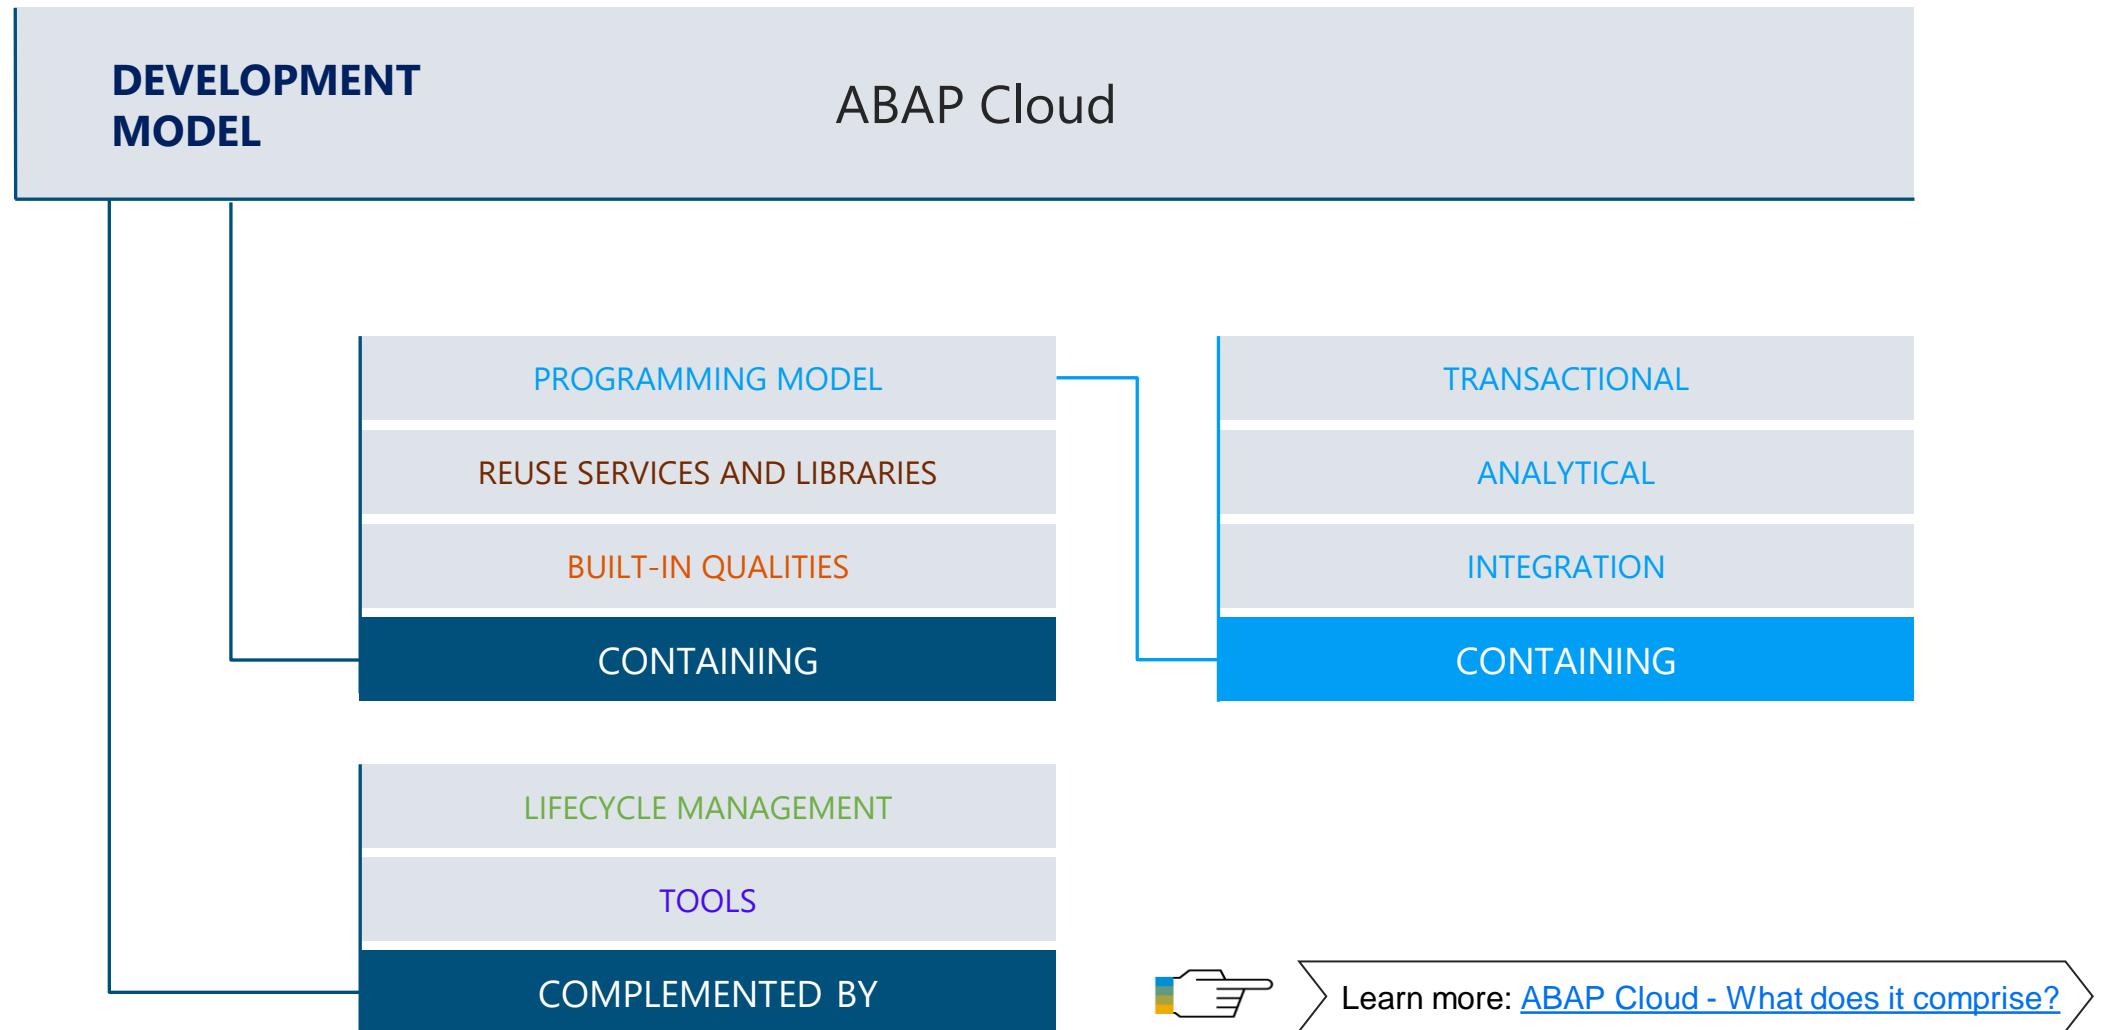 DEVELOPMENT
MODEL
ABAP Cloud
PROGRAMMING MODEL
REUSE SERVICES AND LIBRARIES
BUILT-IN QUALITIES
CONTAINING
TRANSACTIONAL
ANALYTICAL
INTEGRATION
CONTAINING
LIFECYCLE MANAGEMENT
TOOLS
COMPLEMENTED BY
Learn more: ABAP Cloud - What does it comprise?